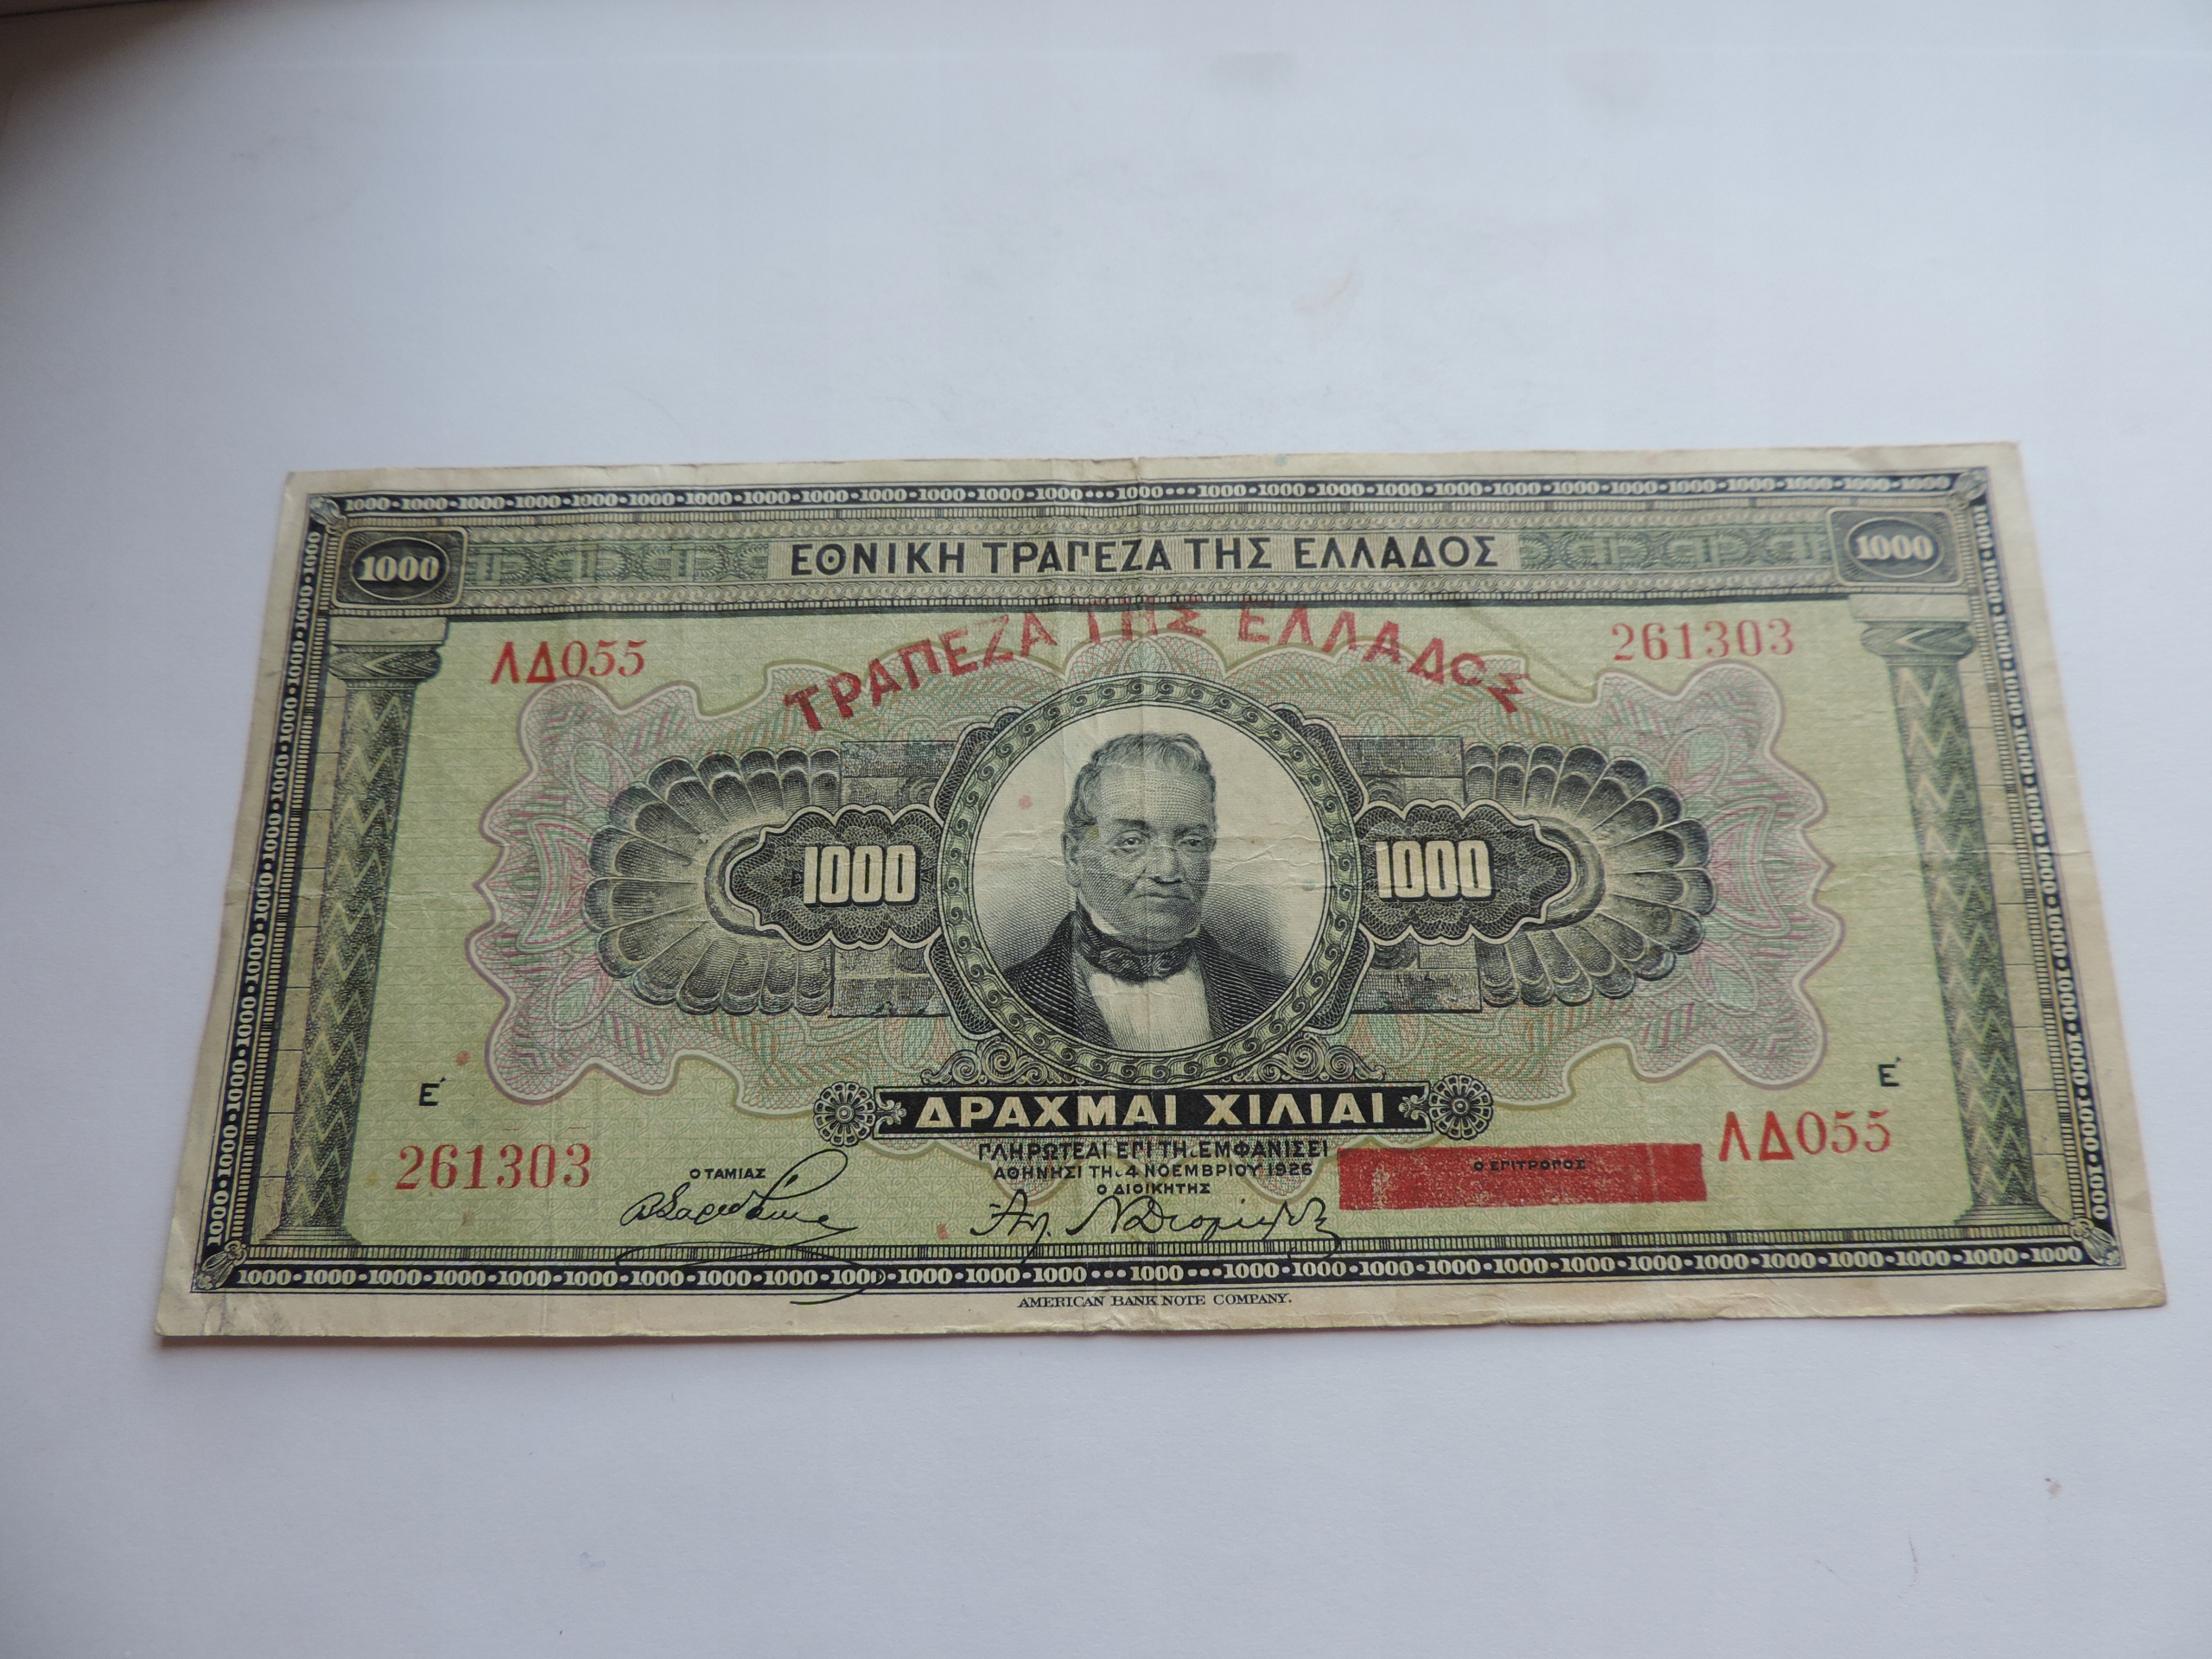 1000·1000·1000·1000·1000·1000·1000·1000·1000·1000·1000·1000·1000···1000···1000·1000·1000·1000·1000·1000·1000·1000·1000·1000·1000·1000·1000
1000 ΕΘΝΙΚΗ ΤΡΑΠΕΖΑ ΤΗΣ ΕΛΛΑΔΟΣ 1000
ΤΡΑΠΕΖΑ ΤΗΣ ΕΛΛΑΔΟΣ
ΛΔ055 261303
1000 1000
Ε΄ Ε΄
ΔΡΑΧΜΑΙ ΧΙΛΙΑΙ
ΛΔ055
261303
ΠΛΗΡΩΤΕΑΙ ΕΠΙ ΤΗι ΕΜΦΑΝΙΣΕΙ
ΑΘΗΝΗΣΙ ΤΗι 4 ΝΟΕΜΒΡΙΟΥ 1926
Ο ΤΑΜΙΑΣ
Ο ΔΙΟΙΚΗΤΗΣ
Ο ΕΠΙΤΡΟΠΟΣ
1000·1000·1000·1000·1000·1000·1000·1000·1000·1000·1000·1000·1000···1000···1000·1000·1000·1000·1000·1000·1000·1000·1000·1000·1000·1000·1000
AMERICAN BANK NOTE COMPANY.